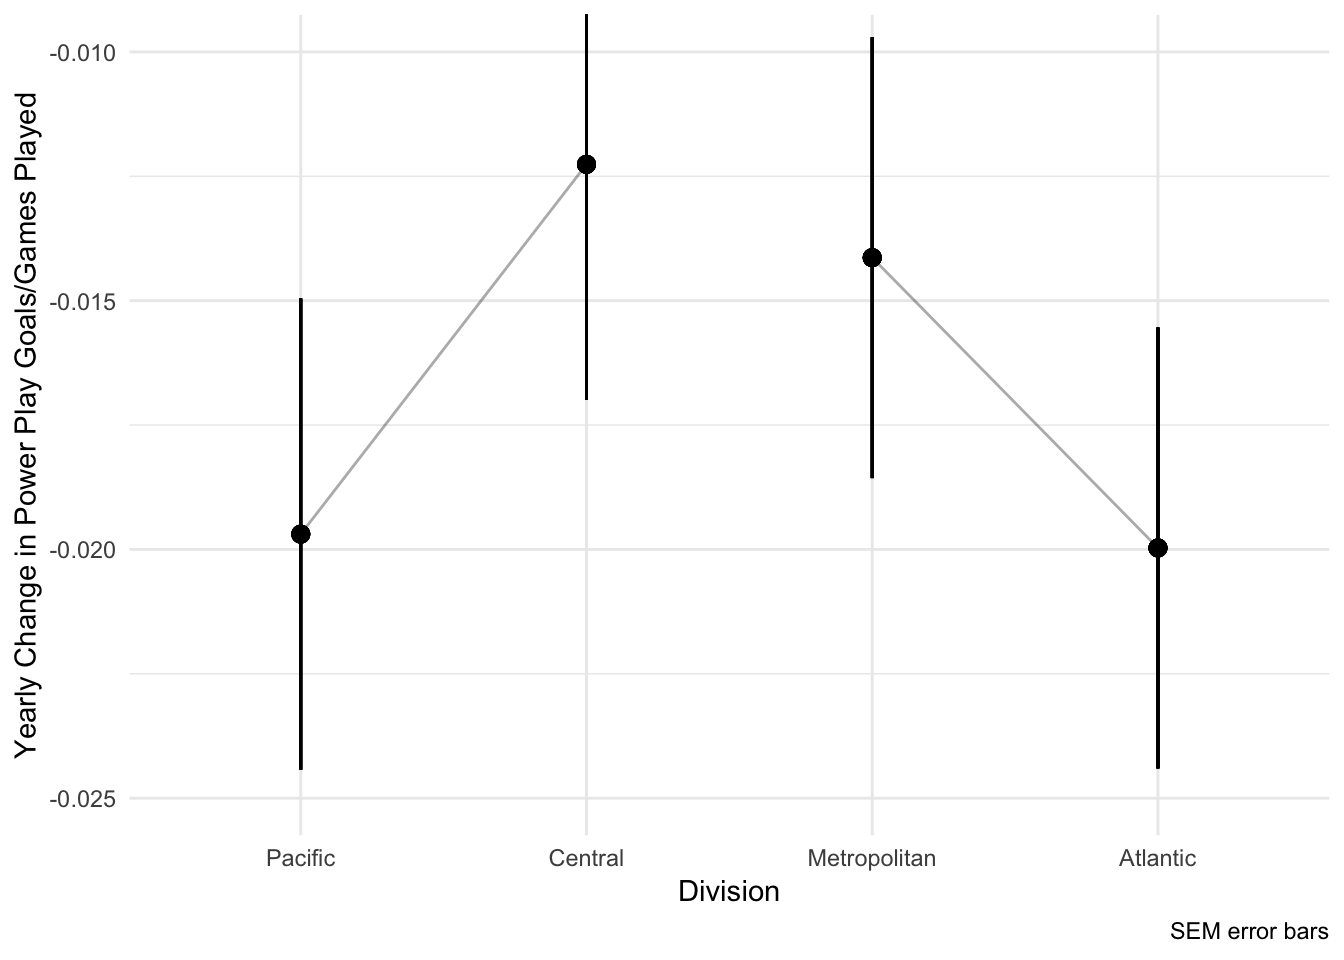 Yearly Change in Power Play Goals/Games Played
-0.010
-0.015
-0.020
-0.025
Pacific Central Metropolitan Atlantic
Division
SEM error bars